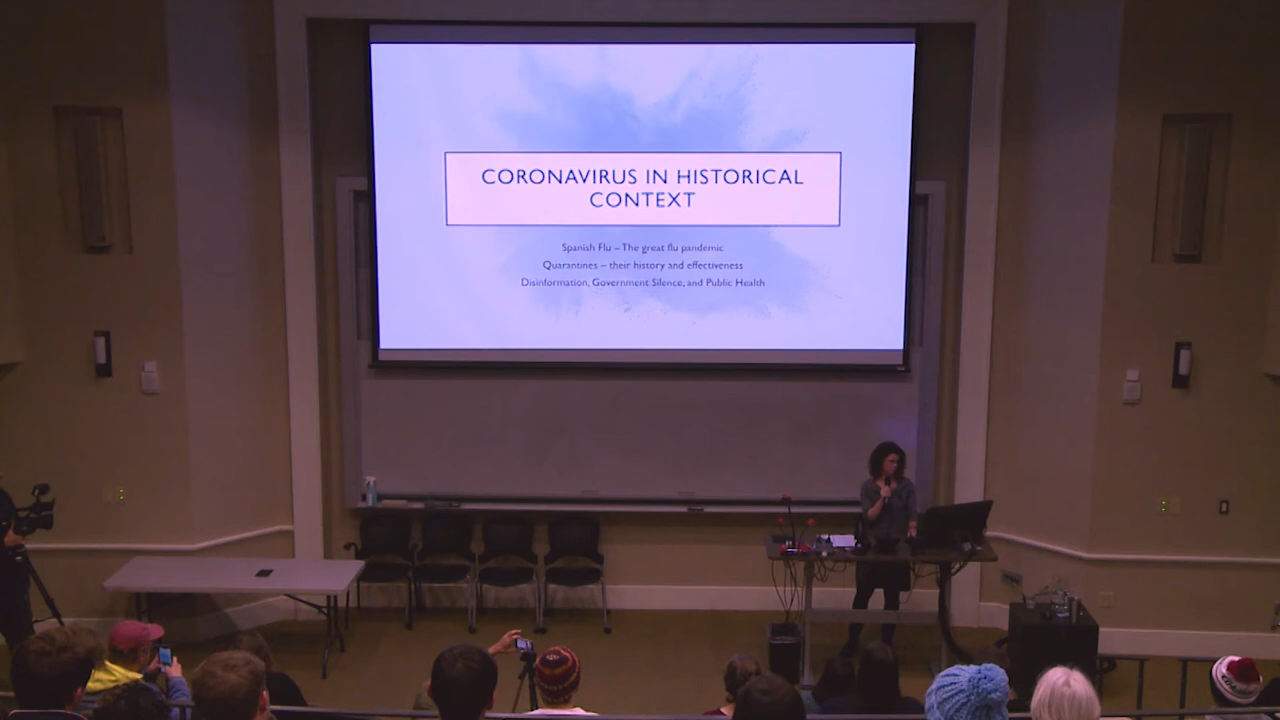 CORONAVIRUS IN HISTORICAL
CONTEXT
Spanish Flu – The great flu pandemic
Quarantines – their history and effectiveness
Disinformation, Government Silence, and Public Health